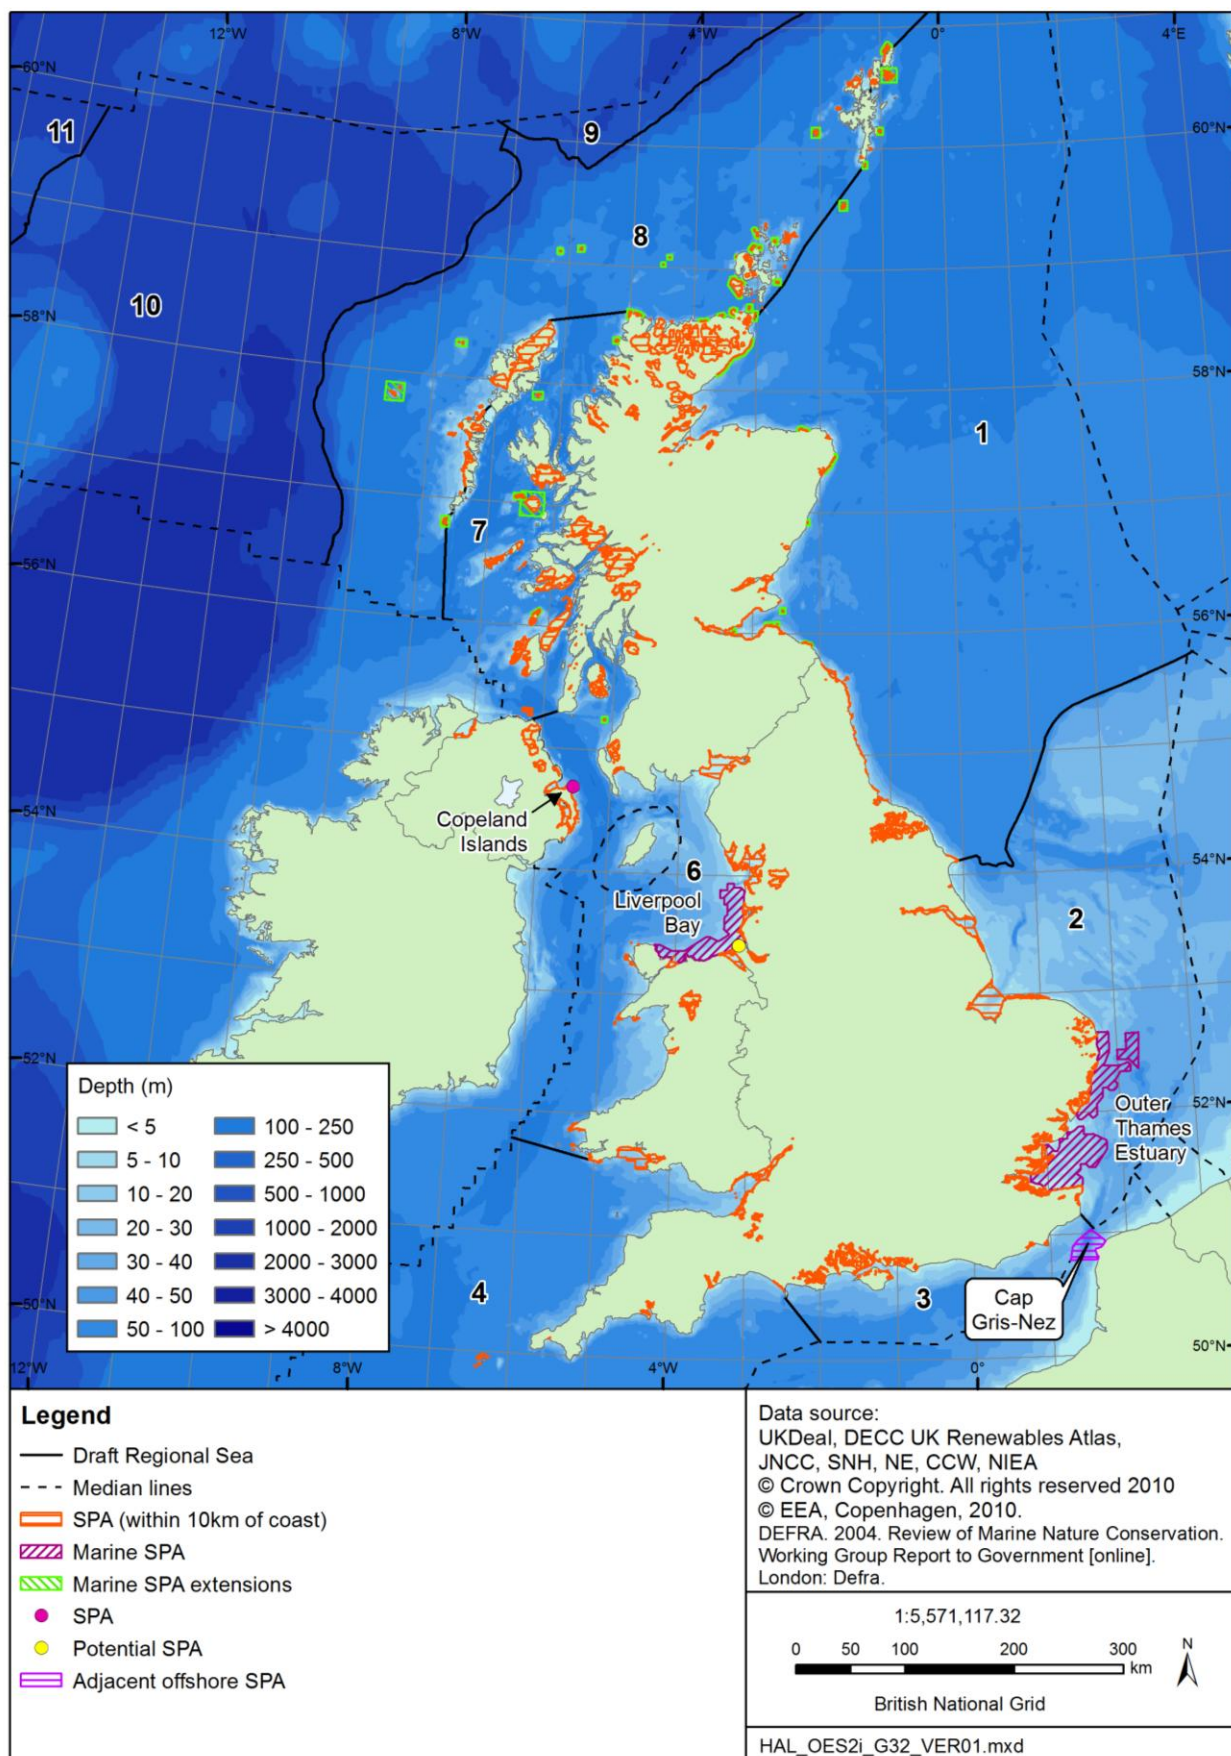 12°W
8°W
4°W
0°
4°E
60°N
60°N
11
9
8
10
58°N
58°N
1
7
56°N
56°N
54°N
Copeland
Islands
6
54°N
Liverpool
Bay
2
52°N
52°N
Outer
Thames
Estuary
Depth (m)
< 5
5 - 10
10 - 20
20 - 30
30 - 40
40 - 50
50 - 100
100 - 250
250 - 500
500 - 1000
1000 - 2000
2000 - 3000
3000 - 4000
> 4000
4
3
Cap
Gris-Nez
50°N
50°N
12°W
8°W
4°W
0°
Legend
Draft Regional Sea
Median lines
SPA (within 10km of coast)
Marine SPA
Marine SPA extensions
SPA
Potential SPA
Adjacent offshore SPA
Data source:
UKDeal, DECC UK Renewables Atlas,
JNCC, SNH, NE, CCW, NIEA
© Crown Copyright. All rights reserved 2010
© EEA, Copenhagen, 2010.
DEFRA. 2004. Review of Marine Nature Conservation.
Working Group Report to Government [online].
London: Defra.
1:5,571,117.32
0 50 100 200 300
km
N
British National Grid
HAL_OES2i_G32_VER01.mxd